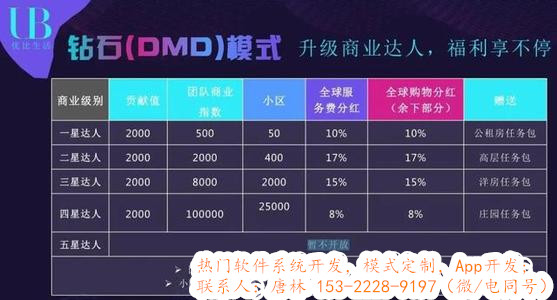 UB
优比生活
钻石(DMD)模式
升级商业达人，福利享不停
商业级别 贡献值 团队商业指数 小区 全球服务费分红 全球购物分红(余下部分) 赠送
一星达人 2000 500 50 10% 10% 公租房任务包
二星达人 2000 2000 400 17% 17% 高层任务包
三星达人 2000 8000 2000 15% 15% 洋房任务包
四星达人 2000 100000 25000 8% 8% 庄园任务包
五星达人 暂不开放
热门软件系统开发，模式定制，App开发：
联系人：唐林 153-2228-9197（微/电同号）